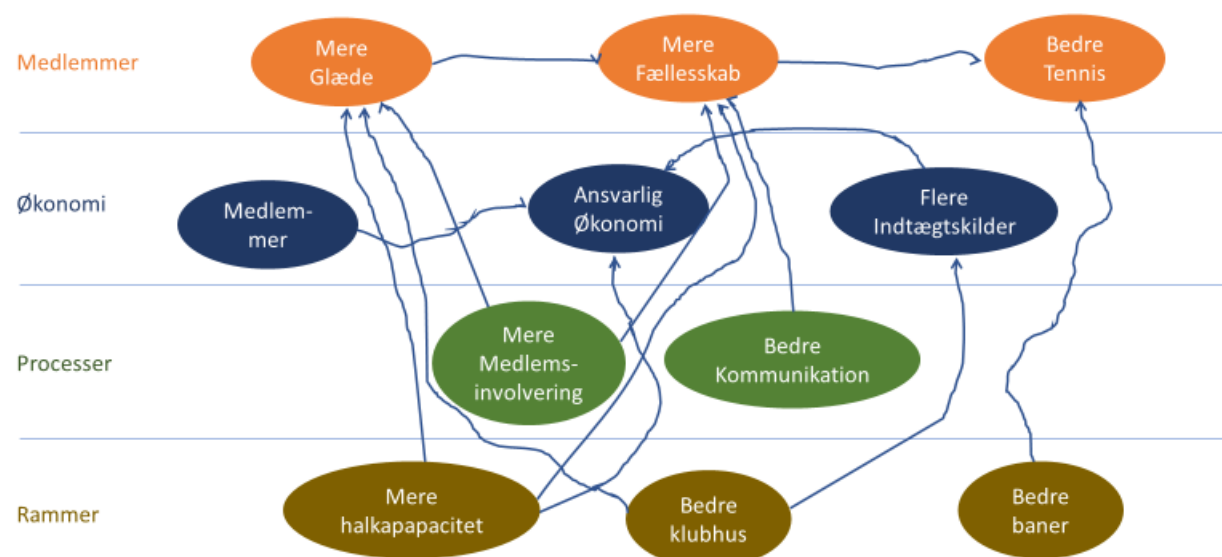 Medlemmer
Mere
Glæde
Mere
Fællesskab
Bedre
Tennis
Økonomi
Medlem-
mer
Ansvarlig
Økonomi
Flere
Indtægtskilder
Processer
Mere
Medlems-
involvering
Bedre
Kommunikation
Rammer
Mere
halkapapacitet
Bedre
klubhus
Bedre
baner